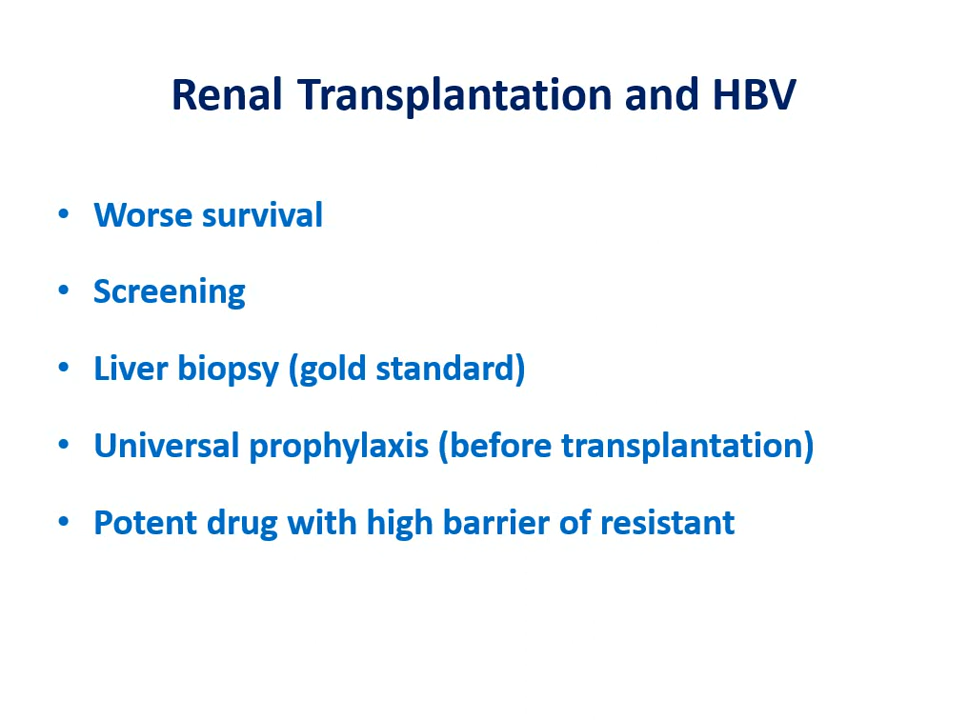 Renal Transplantation and HBV
• Worse survival
• Screening
• Liver biopsy (gold standard)
• Universal prophylaxis (before transplantation)
• Potent drug with high barrier of resistant